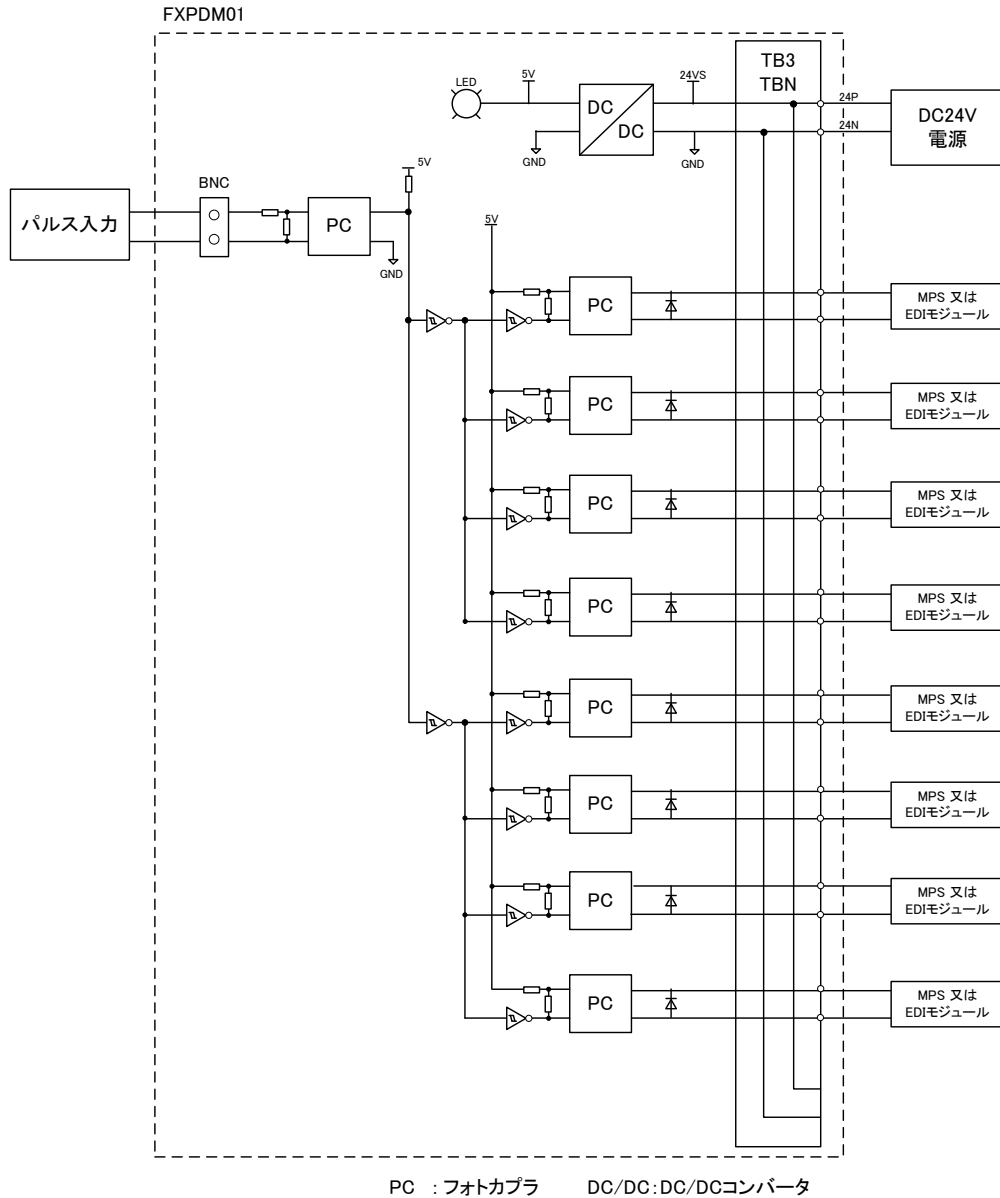 FXPDM01
TB3
TBN
LED
5V
24VS
DC
DC
24P
24N
DC24V
電源
GND
GND
5V
BNC
パルス入力
PC
GND
5V
PC
MPS 又は
EDIモジュール
PC
MPS 又は
EDIモジュール
PC
MPS 又は
EDIモジュール
PC
MPS 又は
EDIモジュール
PC
MPS 又は
EDIモジュール
PC
MPS 又は
EDIモジュール
PC
MPS 又は
EDIモジュール
PC
MPS 又は
EDIモジュール
PC ：フォトカプラ DC/DC：DC/DCコンバータ